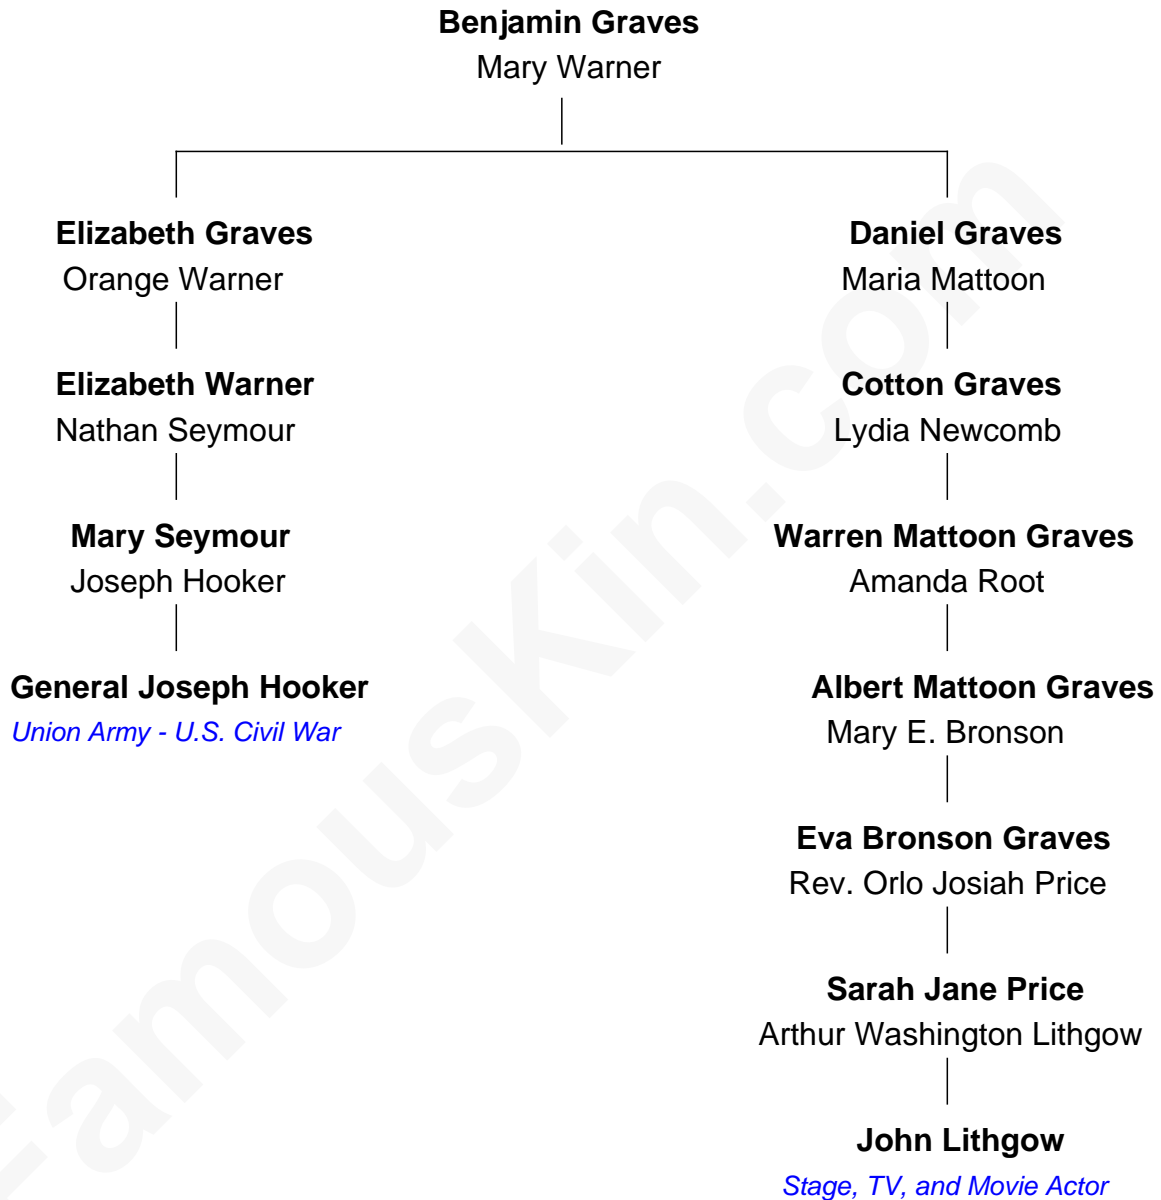 Benjamin Graves
Mary Warner
Elizabeth Graves
Orange Warner
Elizabeth Warner
Nathan Seymour
Mary Seymour
Joseph Hooker
General Joseph Hooker
Union Army - U.S. Civil War
Daniel Graves
Maria Mattoon
Cotton Graves
Lydia Newcomb
Warren Mattoon Graves
Amanda Root
Albert Mattoon Graves
Mary E. Bronson
Eva Bronson Graves
Rev. Orlo Josiah Price
Sarah Jane Price
Arthur Washington Lithgow
John Lithgow
Stage, TV, and Movie Actor
FamousKin.com